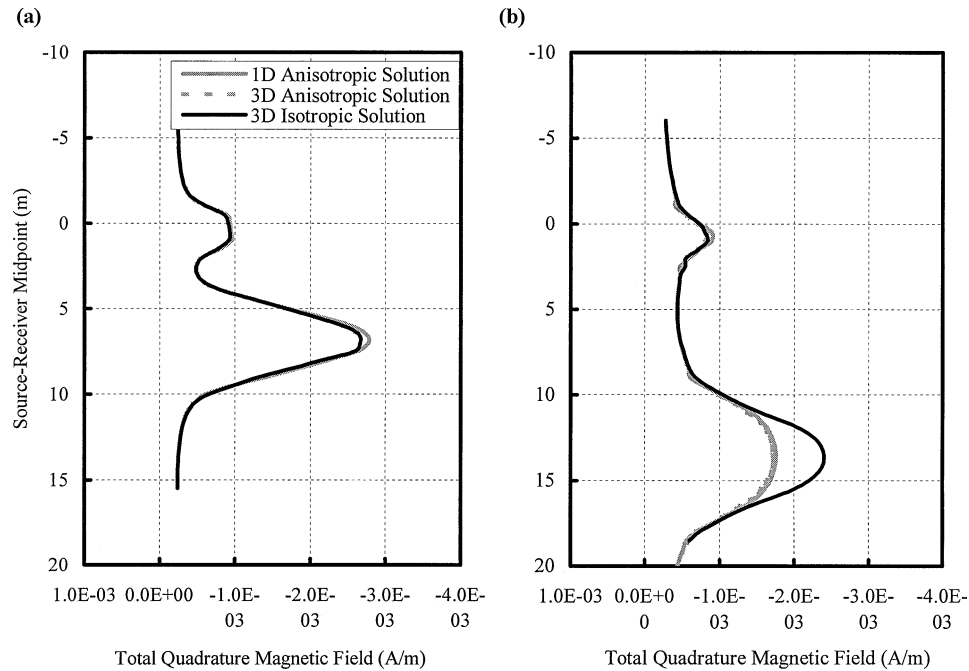 (a)
(b)
-10
-5
0
5
10
15
20
1D Anisotropic Solution
3D Anisotropic Solution
3D Isotropic Solution
Source-Receiver Midpoint (m)
1.0E-03 0.0E+00 -1.0E- -2.0E- -3.0E- -4.0E-
03 03 03 03
Total Quadrature Magnetic Field (A/m)
-10
-5
0
5
10
15
20
1.0E-03 0.0E+0 -1.0E- -2.0E- -3.0E- -4.0E-
0 03 03 03 03
Total Quadrature Magnetic Field (A/m)